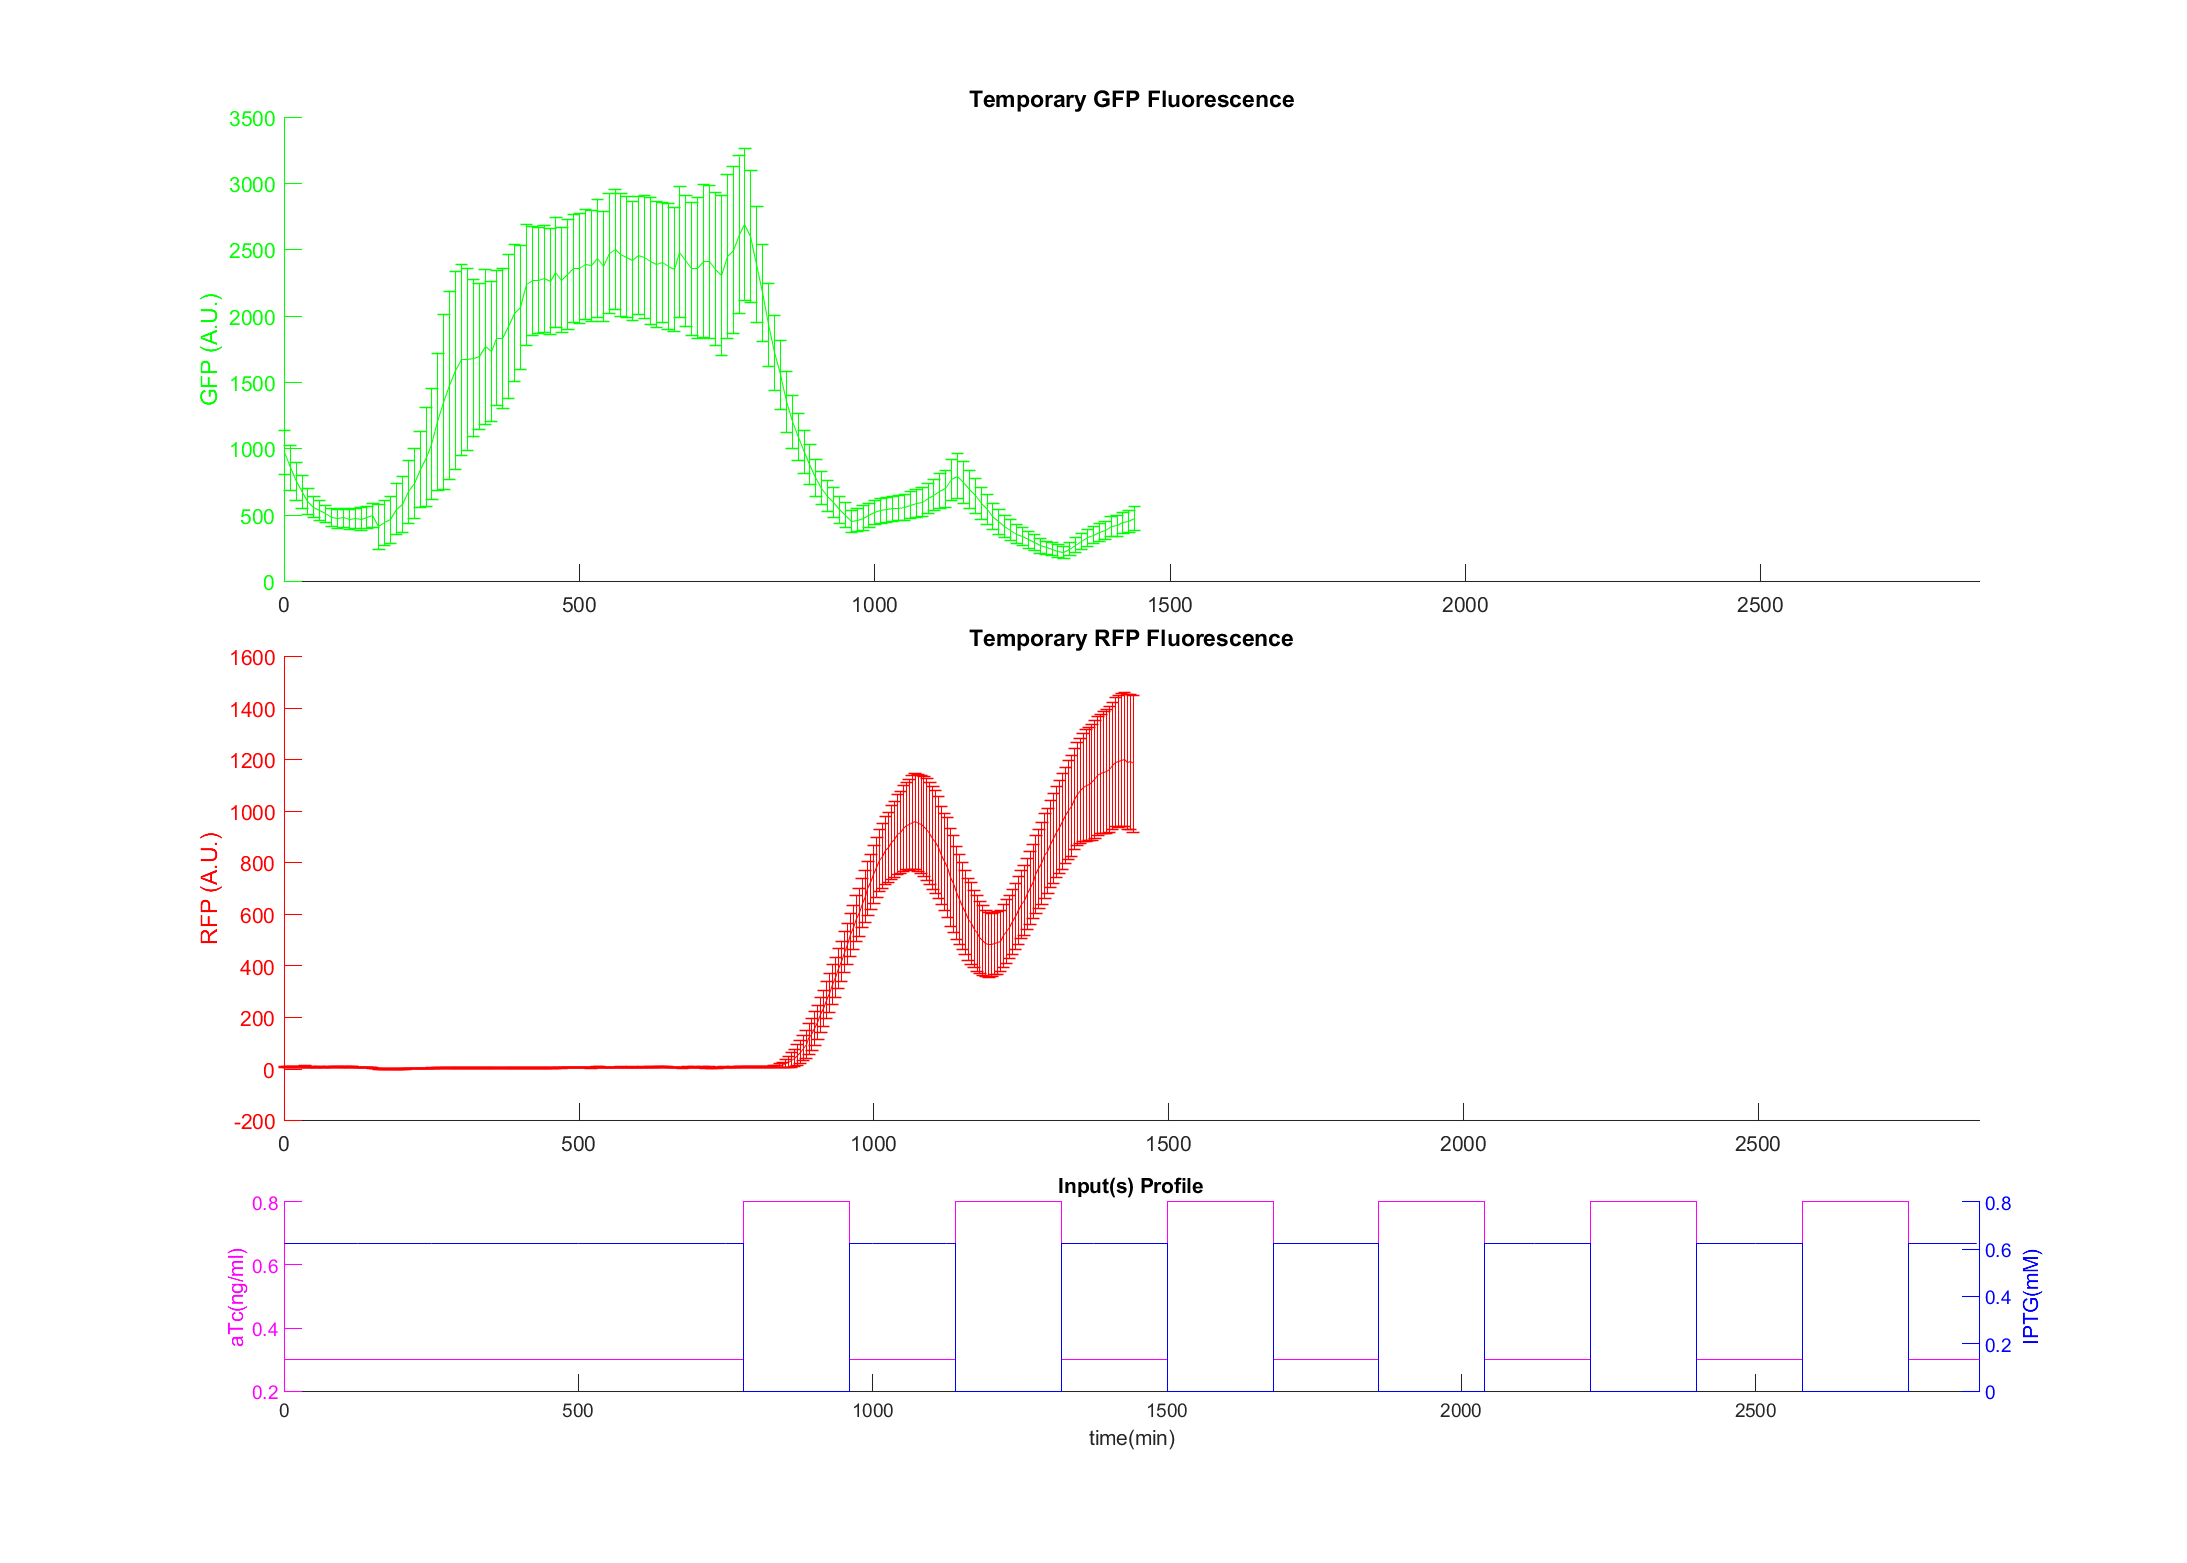 Temporary GFP Fluorescence
3500
3000
2500
2000
1500
1000
500
0
GFP (A.U.)
0 500 1000 1500 2000 2500
Temporary RFP Fluorescence
1600
1400
1200
1000
800
600
400
200
0
-200
RFP (A.U.)
0 500 1000 1500 2000 2500
Input(s) Profile
0.8
0.6
0.4
0.2
aTc(ng/ml)
0.8
0.6
0.4
0.2
0
IPTG(mM)
0 500 1000 1500 2000 2500
time(min)